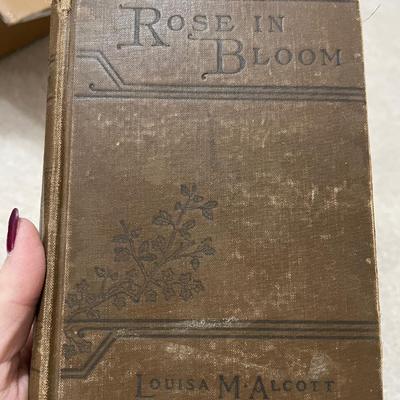 ROSE IN
BLOOM
LOUISA M. ALCOTT